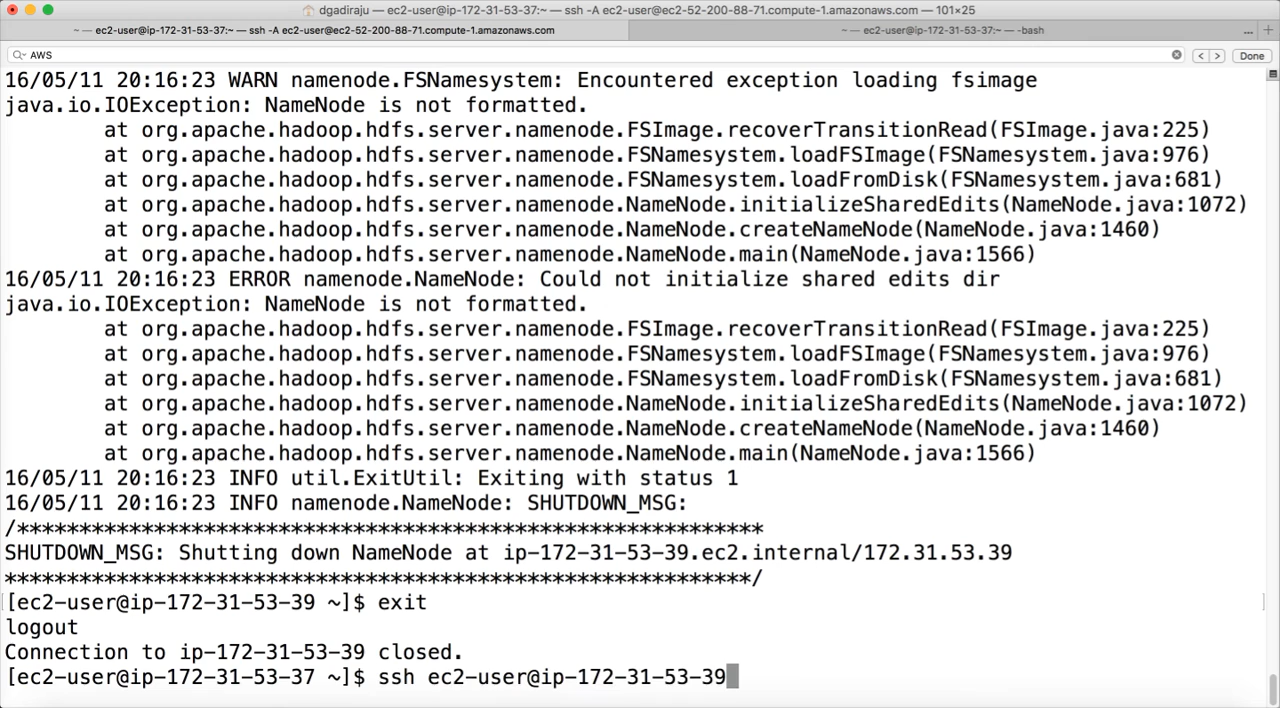 dgadiraju — ec2-user@ip-172-31-53-37:~ — ssh -A ec2-user@ec2-52-200-88-71.compute-1.amazonaws.com — 101×25
~ — ec2-user@ip-172-31-53-37:~ — ssh -A ec2-user@ec2-52-200-88-71.compute-1.amazonaws.com
~ — ec2-user@ip-172-31-53-37:~ — -bash
AWS
Done
16/05/11 20:16:23 WARN namenode.FSNamesystem: Encountered exception loading fsimage
java.io.IOException: NameNode is not formatted.
        at org.apache.hadoop.hdfs.server.namenode.FSImage.recoverTransitionRead(FSImage.java:225)
        at org.apache.hadoop.hdfs.server.namenode.FSNamesystem.loadFSImage(FSNamesystem.java:976)
        at org.apache.hadoop.hdfs.server.namenode.FSNamesystem.loadFromDisk(FSNamesystem.java:681)
        at org.apache.hadoop.hdfs.server.namenode.NameNode.initializeSharedEdits(NameNode.java:1072)
        at org.apache.hadoop.hdfs.server.namenode.NameNode.createNameNode(NameNode.java:1460)
        at org.apache.hadoop.hdfs.server.namenode.NameNode.main(NameNode.java:1566)
16/05/11 20:16:23 ERROR namenode.NameNode: Could not initialize shared edits dir
java.io.IOException: NameNode is not formatted.
        at org.apache.hadoop.hdfs.server.namenode.FSImage.recoverTransitionRead(FSImage.java:225)
        at org.apache.hadoop.hdfs.server.namenode.FSNamesystem.loadFSImage(FSNamesystem.java:976)
        at org.apache.hadoop.hdfs.server.namenode.FSNamesystem.loadFromDisk(FSNamesystem.java:681)
        at org.apache.hadoop.hdfs.server.namenode.NameNode.initializeSharedEdits(NameNode.java:1072)
        at org.apache.hadoop.hdfs.server.namenode.NameNode.createNameNode(NameNode.java:1460)
        at org.apache.hadoop.hdfs.server.namenode.NameNode.main(NameNode.java:1566)
16/05/11 20:16:23 INFO util.ExitUtil: Exiting with status 1
16/05/11 20:16:23 INFO namenode.NameNode: SHUTDOWN_MSG:
/************************************************************
SHUTDOWN_MSG: Shutting down NameNode at ip-172-31-53-39.ec2.internal/172.31.53.39
************************************************************/
[ec2-user@ip-172-31-53-39 ~]$ exit
logout
Connection to ip-172-31-53-39 closed.
[ec2-user@ip-172-31-53-37 ~]$ ssh ec2-user@ip-172-31-53-39